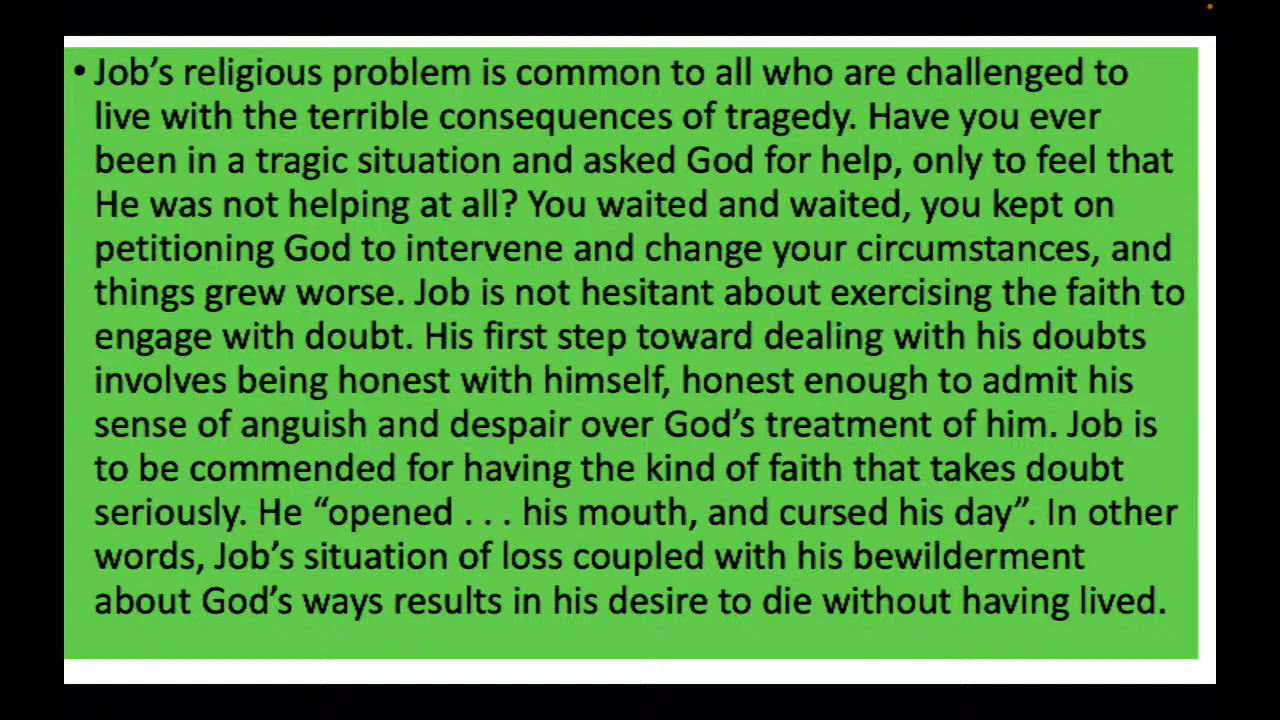 • Job’s religious problem is common to all who are challenged to
live with the terrible consequences of tragedy. Have you ever
been in a tragic situation and asked God for help, only to feel that
He was not helping at all? You waited and waited, you kept on
petitioning God to intervene and change your circumstances, and
things grew worse. Job is not hesitant about exercising the faith to
engage with doubt. His first step toward dealing with his doubts
involves being honest with himself, honest enough to admit his
sense of anguish and despair over God’s treatment of him. Job is
to be commended for having the kind of faith that takes doubt
seriously. He “opened . . . his mouth, and cursed his day”. In other
words, Job’s situation of loss coupled with his bewilderment
about God’s ways results in his desire to die without having lived.